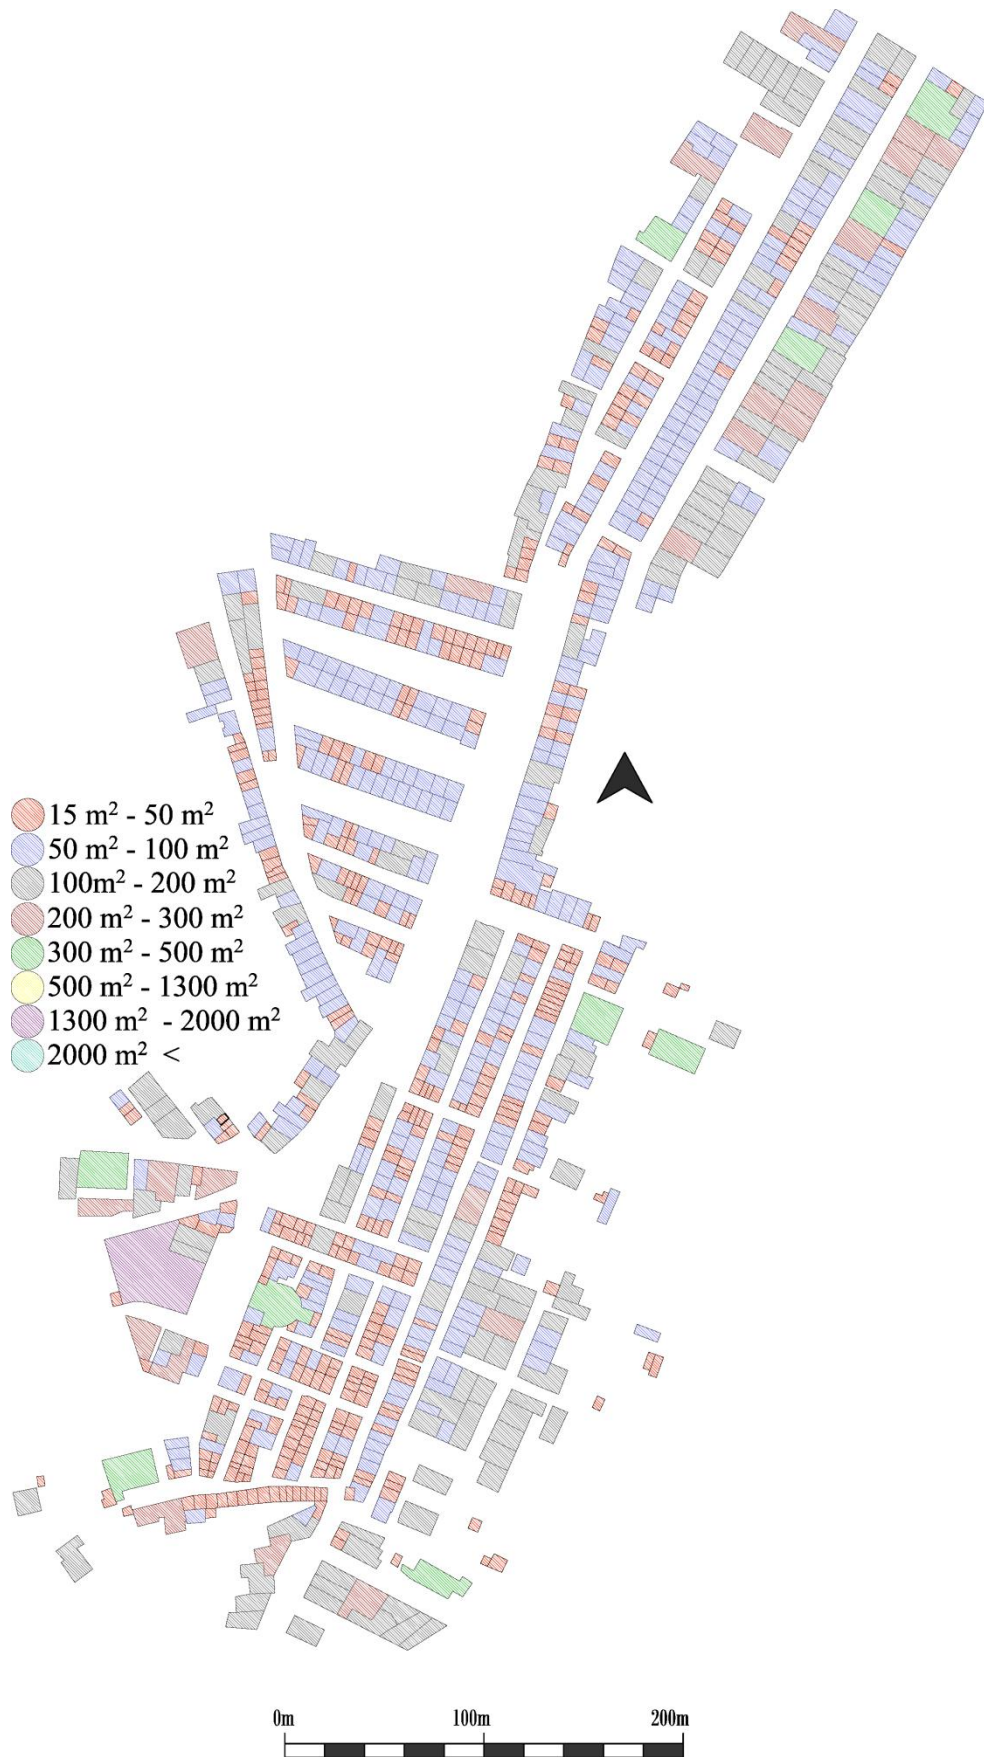 15 m² - 50 m²
50 m² - 100 m²
100m² - 200 m²
200 m² - 300 m²
300 m² - 500 m²
500 m² - 1300 m²
1300 m² - 2000 m²
2000 m² <
0m 100m 200m